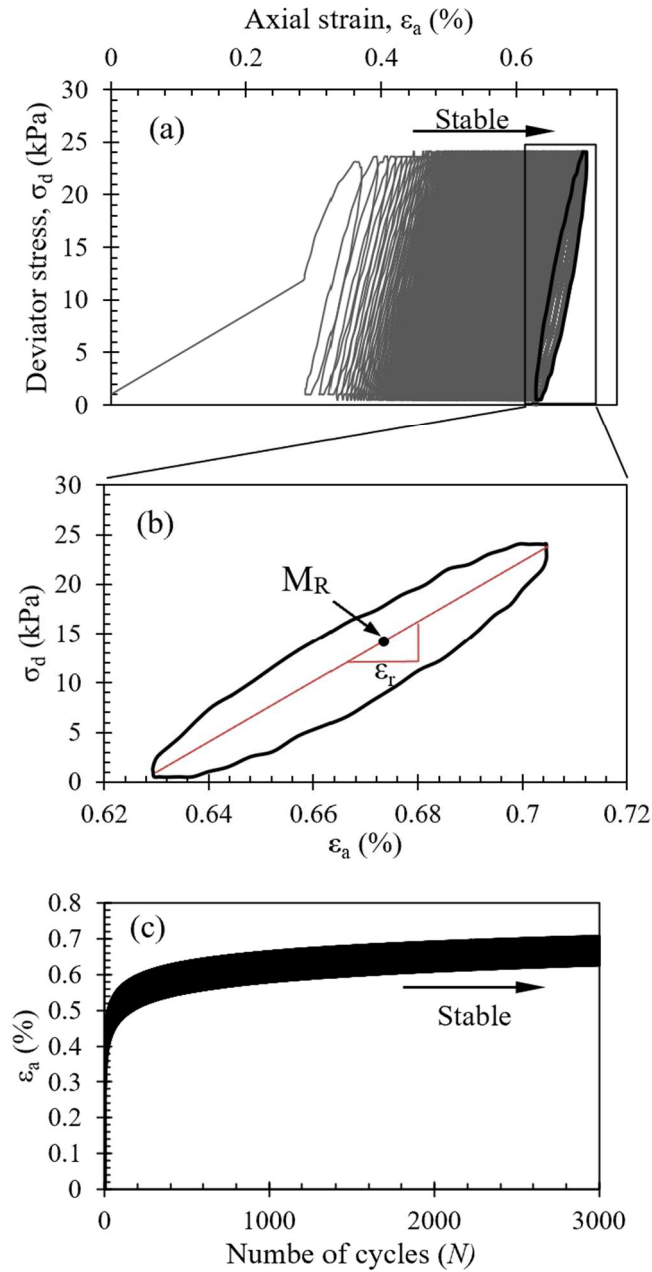 Axial strain, εa (%)
0 0.2 0.4 0.6
30
25
20
15
10
5
0
Deviator stress, σd (kPa)
(a)
Stable
30
25
20
15
10
5
0
σd (kPa)
(b)
MR
εr
0.62 0.64 0.66 0.68 0.7 0.72
εa (%)
0.8
0.7
0.6
0.5
0.4
0.3
0.2
0.1
0
εa (%)
(c)
Stable
0 1000 2000 3000
Numbe of cycles (N)